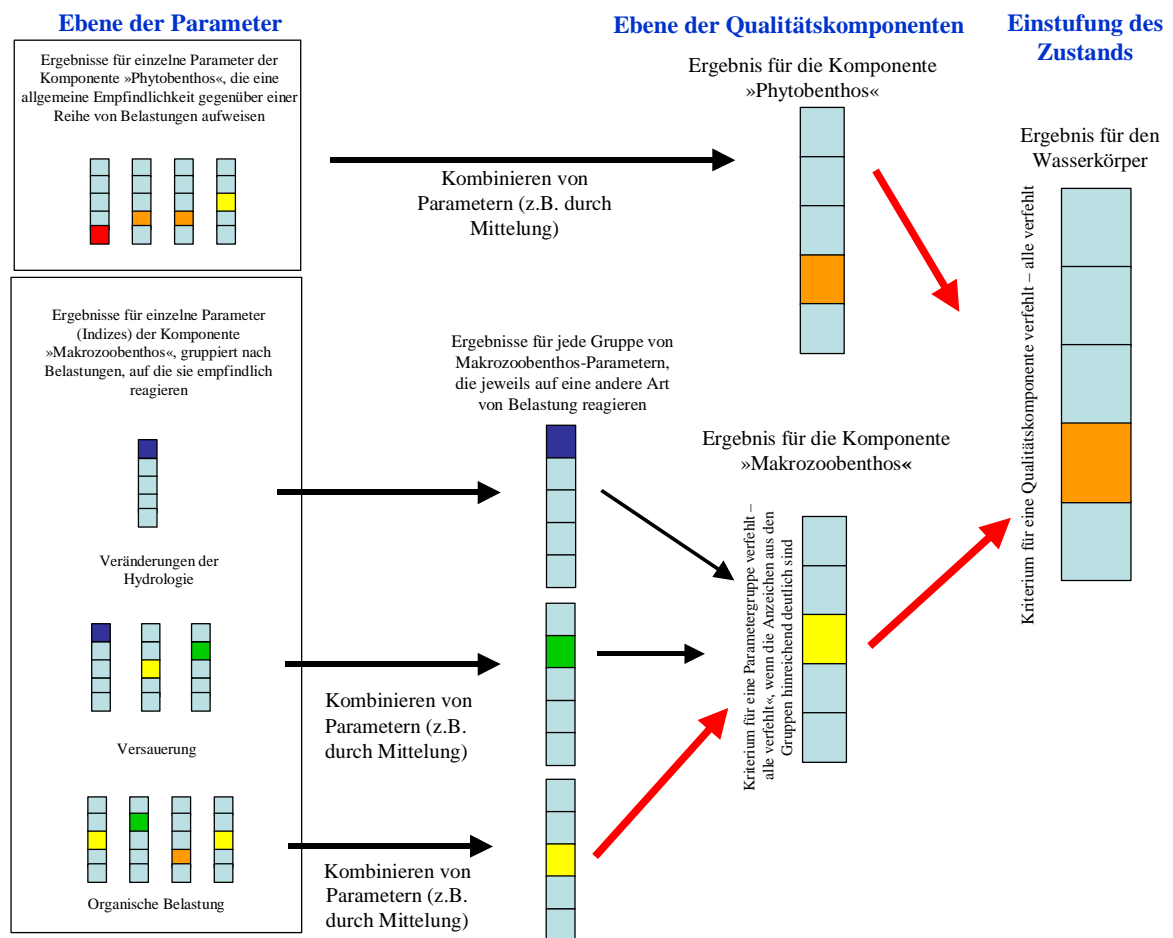 Ebene der Parameter
Ebene der Qualitätskomponenten
Einstufung des
Zustands
Ergebnisse für einzelne Parameter der
Komponente »Phytobenthos«, die eine
allgemeine Empfindlichkeit gegenüber einer
Reihe von Belastungen aufweisen
Kombinieren von
Parametern (z.B. durch
Mittelung)
Ergebnis für die Komponente
»Phytobenthos«
Ergebnis für den
Wasserkörper
Kriterium für eine Qualitätskomponente verfehlt – alle verfehlt
Ergebnisse für einzelne Parameter
(Indizes) der Komponente
»Makrozoobenthos«, gruppiert nach
Belastungen, auf die sie empfindlich
reagieren
Ergebnisse für jede Gruppe von
Makrozoobenthos-Parametern,
die jeweils auf eine andere Art
von Belastung reagieren
Ergebnis für die Komponente
»Makrozoobenthos«
Kriterium für eine Parametergruppe verfehlt –
alle verfehlt«, wenn die Anzeichen aus den
Gruppen hinreichend deutlich sind
Veränderungen der
Hydrologie
Kombinieren von
Parametern (z.B.
durch Mittelung)
Versauerung
Kombinieren von
Parametern (z.B.
durch Mittelung)
Organische Belastung